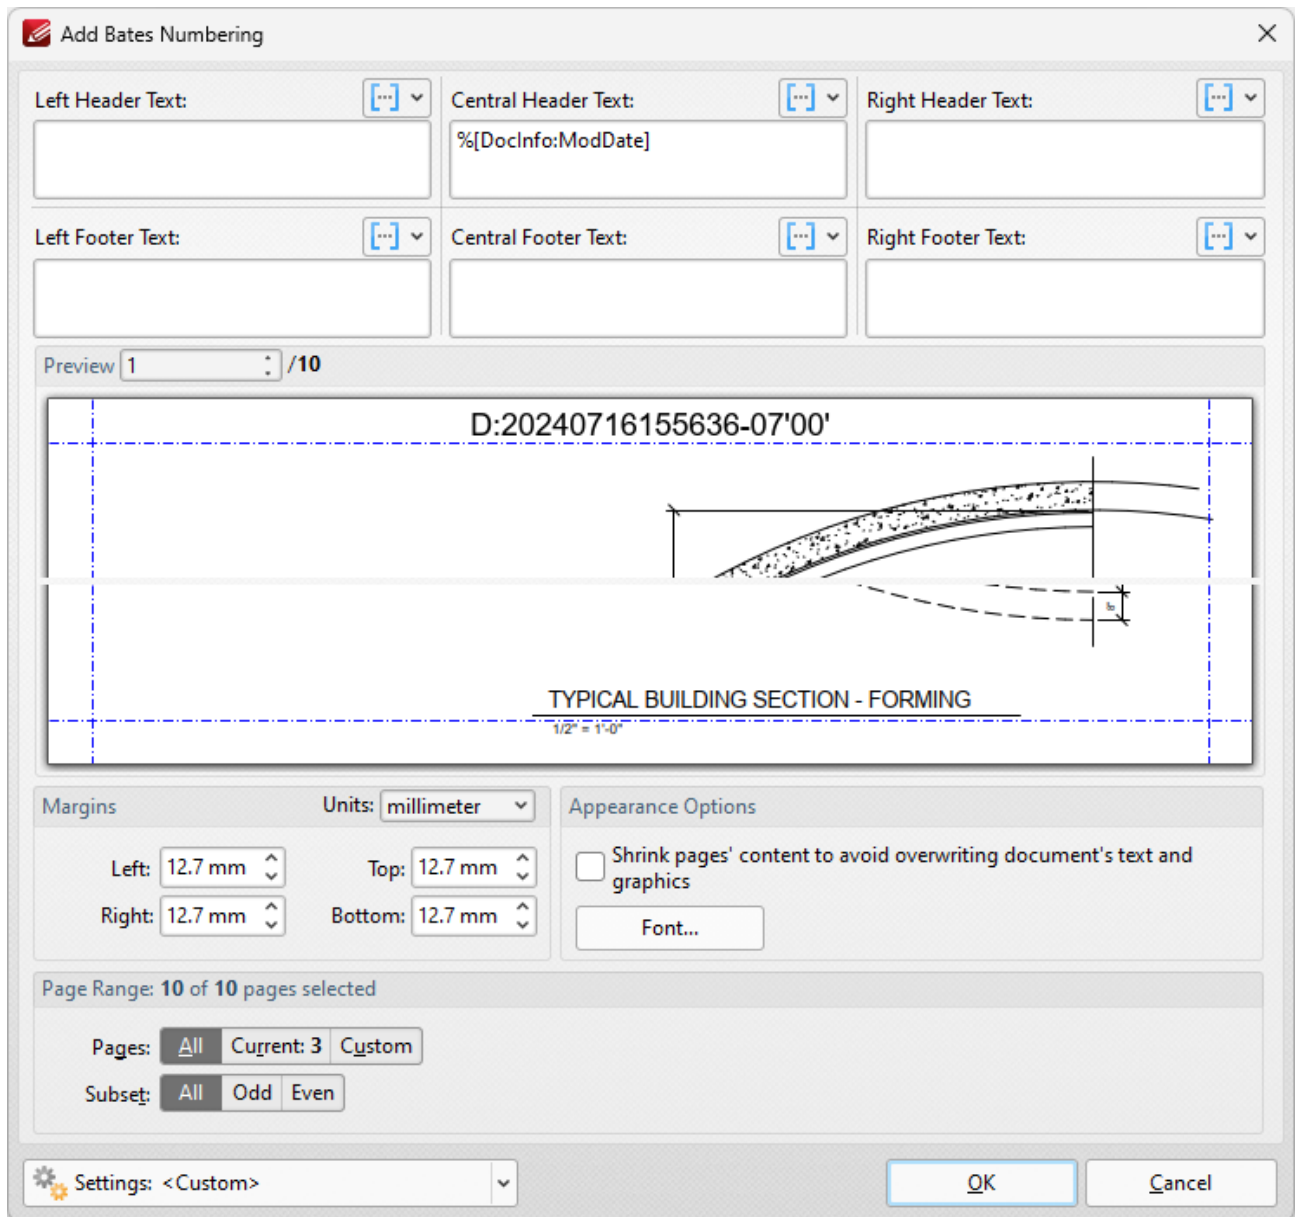 Add Bates Numbering
Left Header Text:
Central Header Text:
Right Header Text:
%[DocInfo:ModDate]
Left Footer Text:
Central Footer Text:
Right Footer Text:
Preview 1 /10
D:20240716155636-07'00'
TYPICAL BUILDING SECTION - FORMING
1/2" = 1'-0"
Margins
Units: millimeter
Appearance Options
Left: 12.7 mm
Top: 12.7 mm
Shrink pages' content to avoid overwriting document's text and
graphics
Right: 12.7 mm
Bottom: 12.7 mm
Font...
Page Range: 10 of 10 pages selected
Pages: All Current: 3 Custom
Subset: All Odd Even
Settings: <Custom>
OK
Cancel